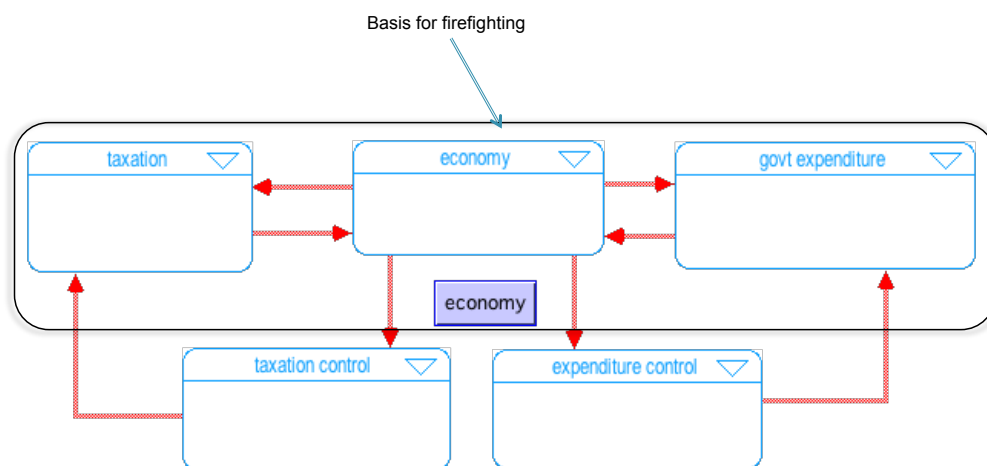 Basis for firefighting
taxation
economy
govt expenditure
economy
taxation control
expenditure control